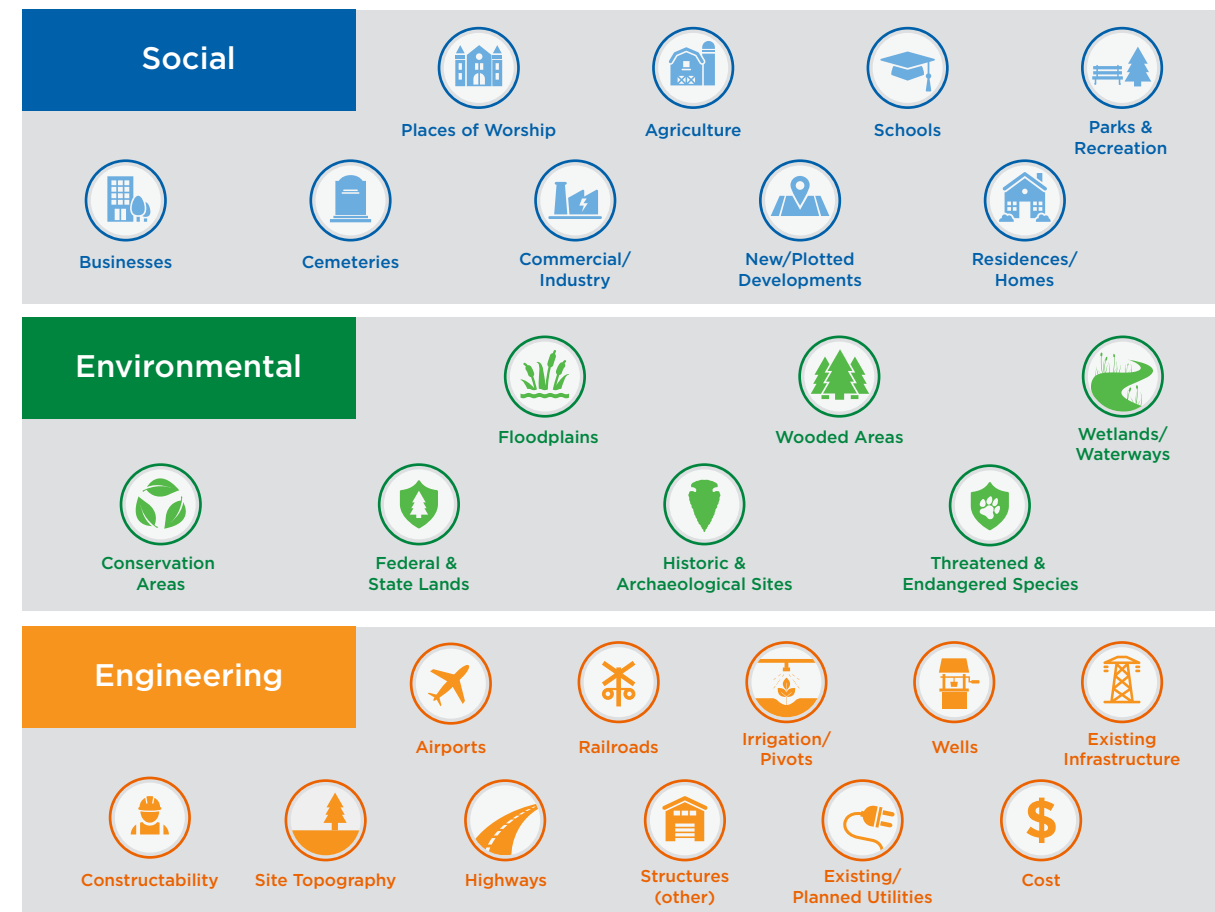 Social
Places of Worship
Agriculture
Schools
Parks &
Recreation
Businesses
Cemeteries
Commercial/
Industry
New/Plotted
Developments
Residences/
Homes
Environmental
Floodplains
Wooded Areas
Wetlands/
Waterways
Conservation
Areas
Federal &
State Lands
Historic &
Archaeological Sites
Threatened &
Endangered Species
Engineering
Airports
Railroads
Irrigation/
Pivots
Wells
Existing
Infrastructure
Constructability
Site Topography
Highways
Structures
(other)
Existing/
Planned Utilities
$
Cost